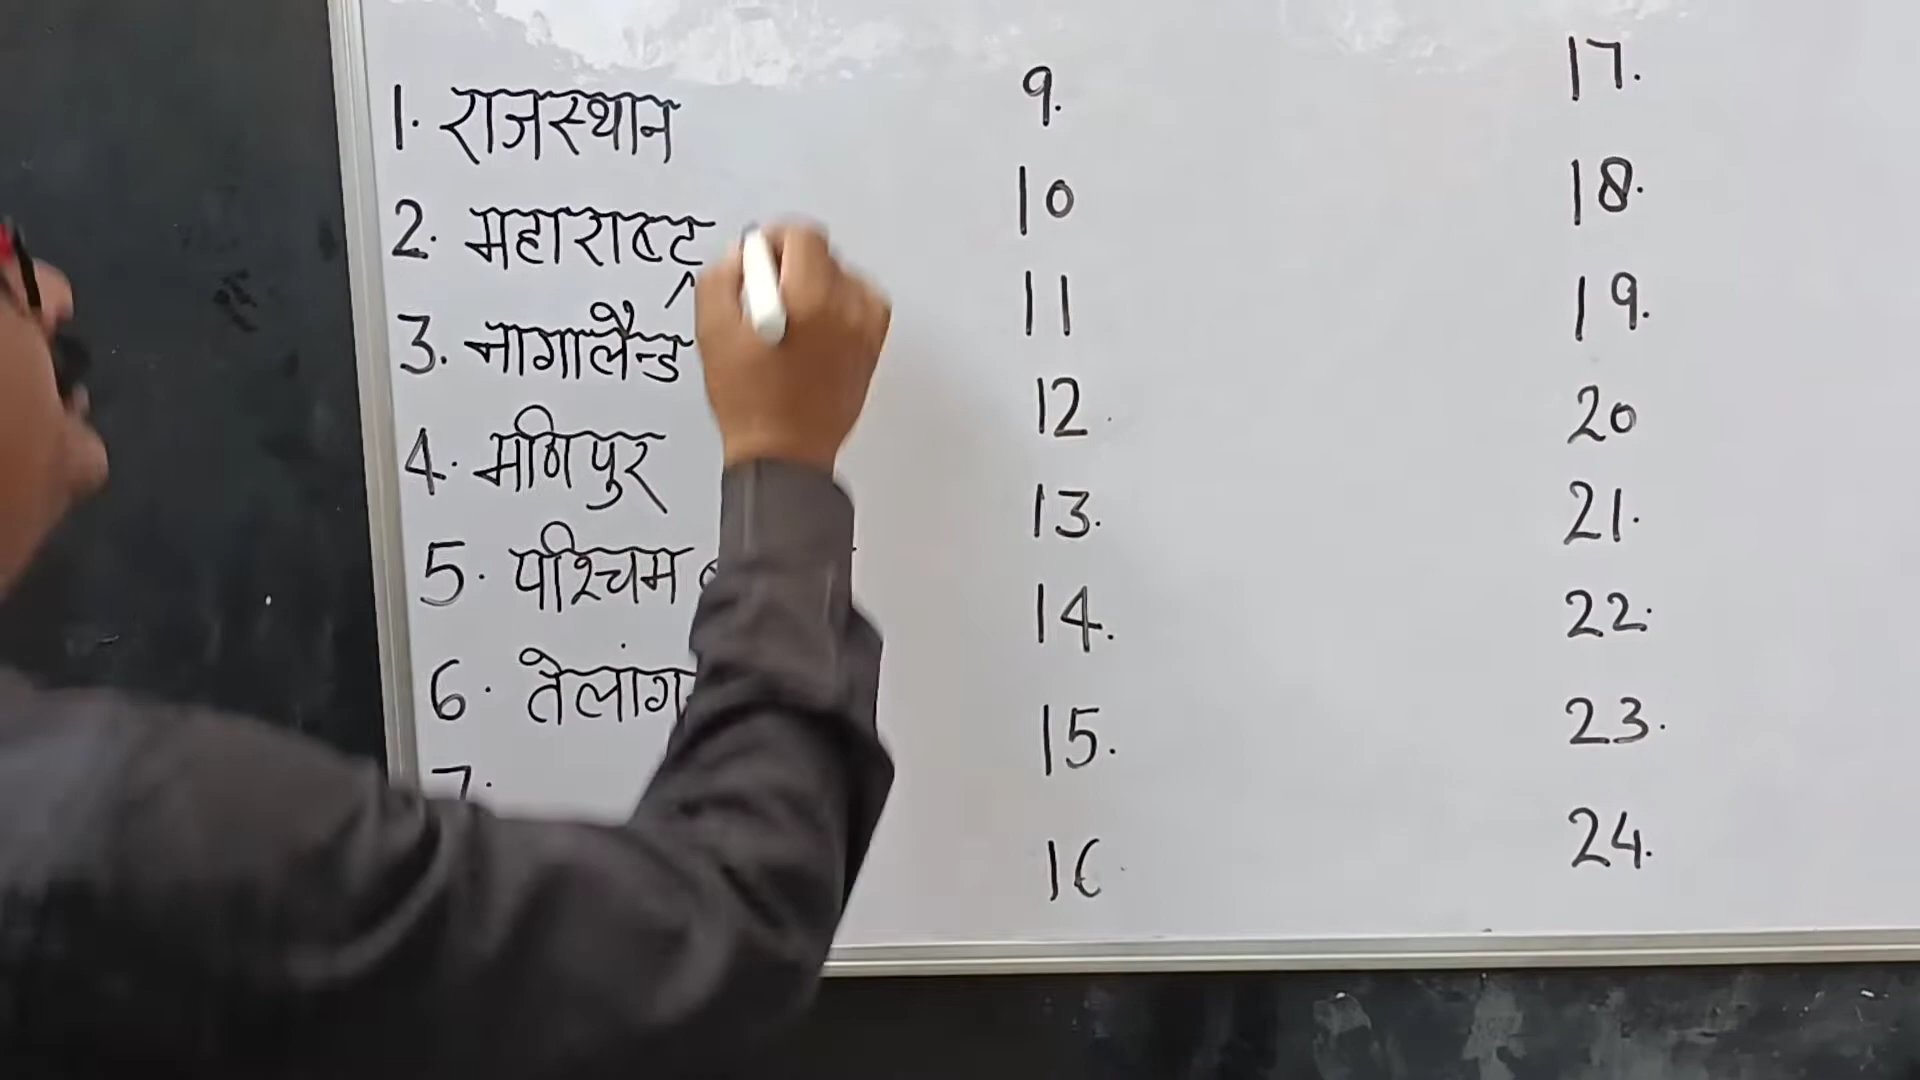 1. राजस्थान
2. महाराष्ट्र
3. नागालैन्ड
4. मणिपुर
5. पश्चिम
6. तेलांग
7.
9.
10
11
12.
13.
14.
15.
16.
17.
18.
19.
20
21.
22.
23.
24.